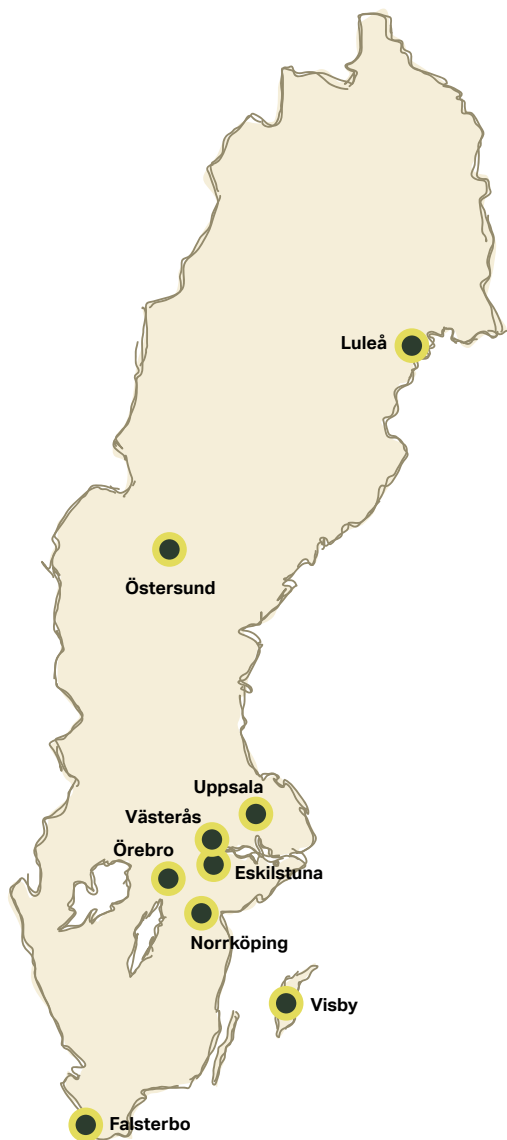 Luleå
Östersund
Uppsala
Västerås
Örebro
Eskilstuna
Norrköping
Visby
Falsterbo